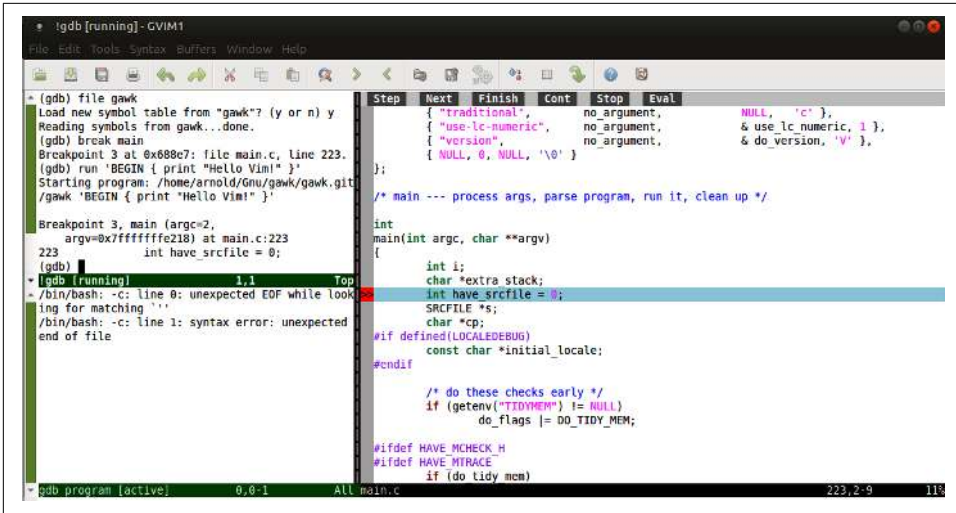 !gdb [running] - GVIM1
File Edit Tools Syntax Buffers Window Help
(gdb) file gawk
Load new symbol table from "gawk"? (y or n) y
Reading symbols from gawk...done.
(gdb) break main
Breakpoint 3 at 0x688e7: file main.c, line 223.
(gdb) run 'BEGIN { print "Hello Vim!" }'
Starting program: /home/arnold/Gnu/gawk/gawk.git
/gawk 'BEGIN { print "Hello Vim!" }'
Breakpoint 3, main (argc=2,
argv=0x7fffffffe218) at main.c:223
223 int have_srcfile = 0;
(gdb)
!gdb [running] 1,1 Top
/bin/bash: -c: line 0: unexpected EOF while look
ing for matching `''
/bin/bash: -c: line 1: syntax error: unexpected
end of file
gdb program [active] 0,0-1 All
Step Next Finish Cont Stop Eval
{ "traditional", no_argument, NULL, 'c' },
{ "use-lc-numeric", no_argument, & use_lc_numeric, 1 },
{ "version", no_argument, & do_version, 'V' },
{ NULL, 0, NULL, '\0' }
};
/* main --- process args, parse program, run it, clean up */
int
main(int argc, char **argv)
{
int i;
char *extra_stack;
>> int have_srcfile = 0;
SRCFILE *s;
char *cp;
#if defined(LOCALEDEBUG)
const char *initial_locale;
#endif
/* do these checks early */
if (getenv("TIDYMEM") != NULL)
do_flags |= DO_TIDY_MEM;
#ifdef HAVE_MCHECK_H
#ifdef HAVE_MTRACE
if (do_tidy_mem)
main.c 223,2-9 11%